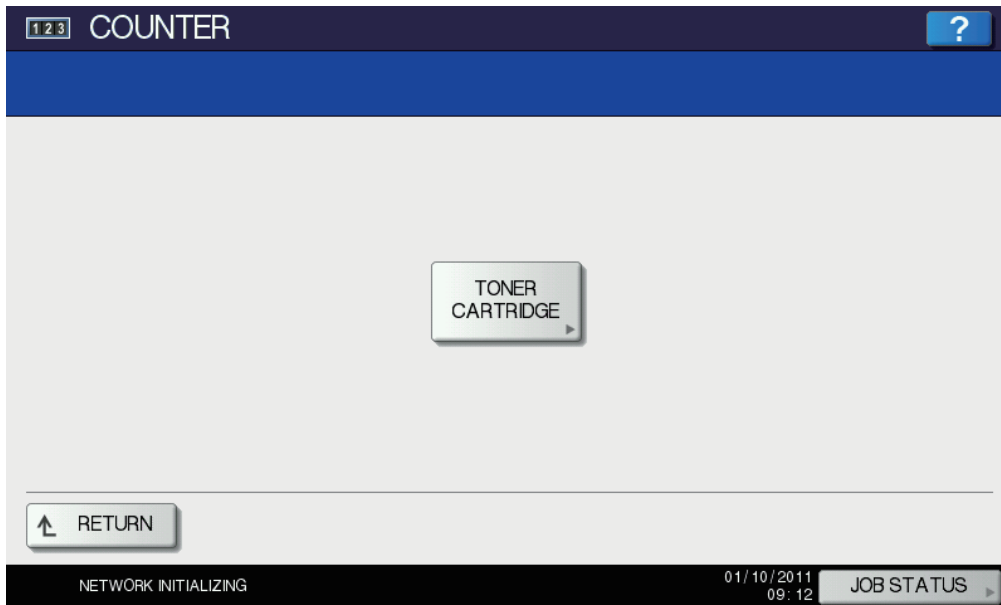 123 COUNTER
?
TONER
CARTRIDGE
RETURN
NETWORK INITIALIZING
01/10/2011
09:12
JOB STATUS